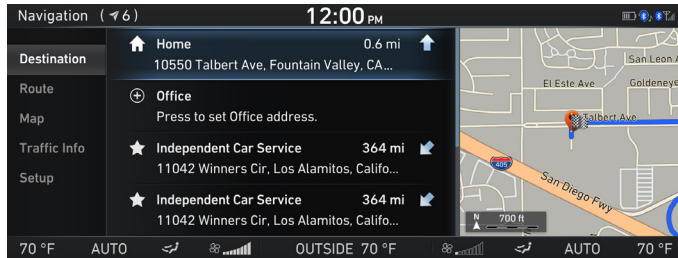 Navigation ( 6)
12:00 PM
Destination
Route
Map
Traffic Info
Setup
Home 0.6 mi
10550 Talbert Ave, Fountain Valley, CA...
Office
Press to set Office address.
Independent Car Service 364 mi
11042 Winners Cir, Los Alamitos, Califo...
Independent Car Service 364 mi
11042 Winners Cir, Los Alamitos, Califo...
San Leon
El Este Ave Goldeneye
Talbert Ave
405
San Diego Fwy
N 700 ft
70 °F AUTO OUTSIDE 70 °F AUTO 70 °F